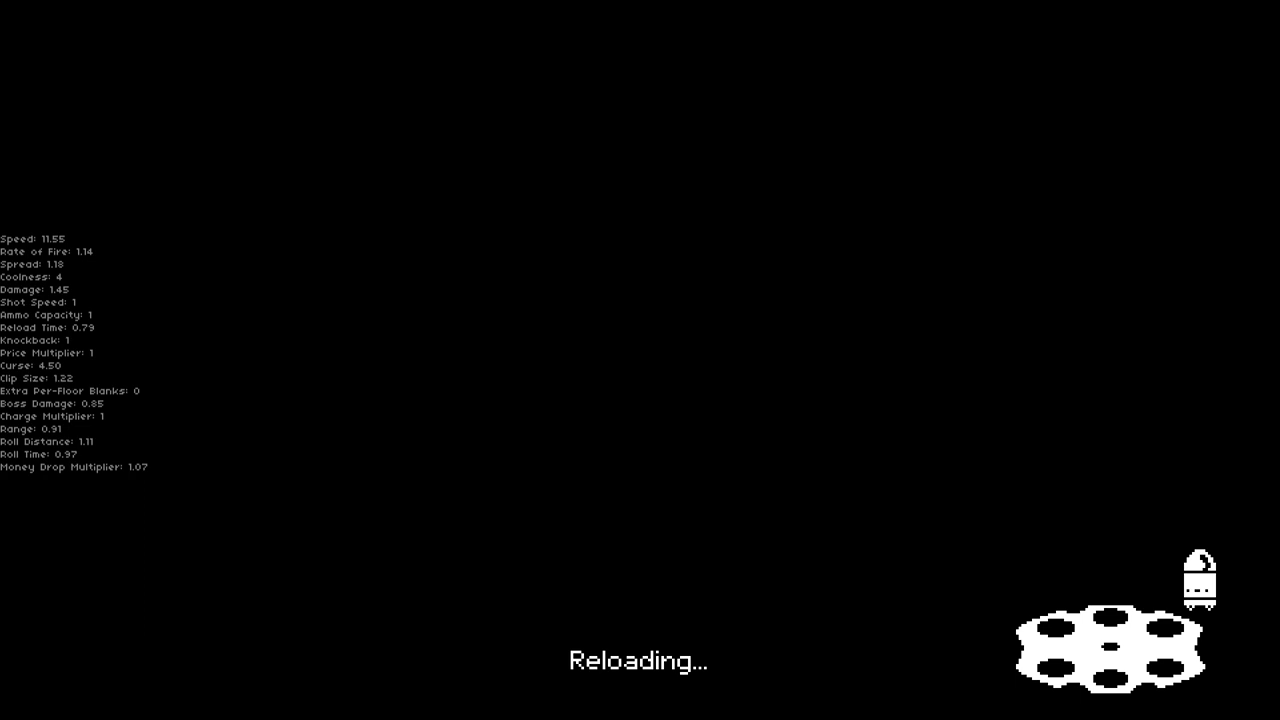 Speed: 11.55
Rate of Fire: 1.14
Spread: 1.18
Coolness: 4
Damage: 1.45
Shot Speed: 1
Ammo Capacity: 1
Reload Time: 0.79
Knockback: 1
Price Multiplier: 1
Curse: 4.50
Clip Size: 1.22
Extra Per-Floor Blanks: 0
Boss Damage: 0.85
Charge Multiplier: 1
Range: 0.91
Roll Distance: 1.11
Roll Time: 0.97
Money Drop Multiplier: 1.07
Reloading...